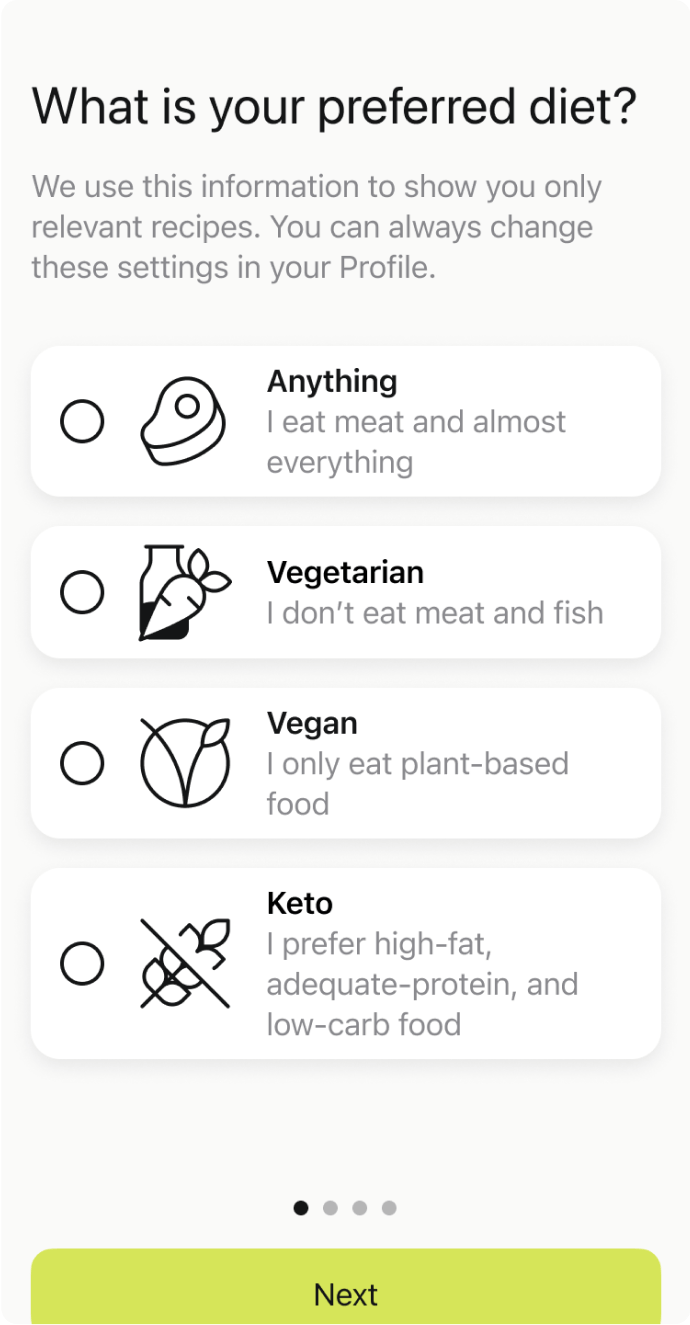 What is your preferred diet?
We use this information to show you only
relevant recipes. You can always change
these settings in your Profile.
Anything
I eat meat and almost
everything
Vegetarian
I don’t eat meat and fish
Vegan
I only eat plant-based
food
Keto
I prefer high-fat,
adequate-protein, and
low-carb food
Next